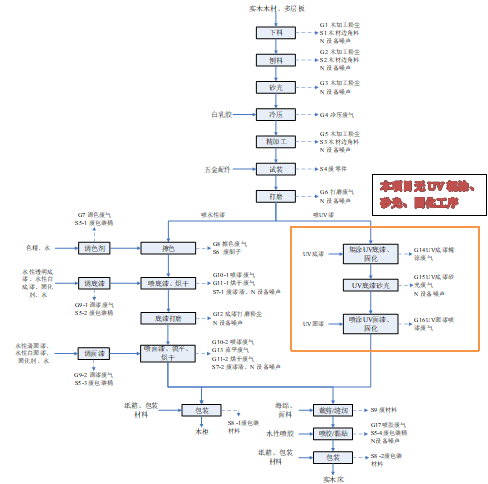 实木木材、多层板
下料
G1 木加工粉尘
S1 木材边角料
N 设备噪声
刨料
G2 木加工粉尘
S2 木材边角料
N 设备噪声
砂光
G3 木加工粉尘
N 设备噪声
白乳胶
冷压
G4 冷压废气
精加工
G5 木加工粉尘
S3 木材边角料
N 设备噪声
五金配件
试装
S4 废零件
打磨
G6 打磨废气
N 设备噪声
本项目无 UV 辊涂、
砂光、固化工序
喷水性漆
喷UV漆
G7 调色废气
S5-1 废包装桶
色精、水
调色剂
擦色
G8 擦色废气
S6 废刷子
水性透明底
漆、水性白
底漆、固化
剂、水
调底漆
喷底漆、烘干
G10-1 喷漆废气
G11-1 烘干废气
S7-1 废漆渣、N 设备噪声
G9-1 调漆废气
S5-2 废包装桶
底漆打磨
G12 底漆打磨粉尘
N 设备噪声
水性清面漆、
水性白面漆、
固化剂、水
调面漆
喷面漆、流平、
烘干
G10-2 喷漆废气
G13 流平废气
G11-2 烘干废气
S7-2 废漆渣、N 设备噪声
G9-2 调漆废气
S5-3 废包装桶
UV底漆
辊涂UV底漆、
固化
G14 UV底漆辊
涂废气
UV底漆砂光
G15 UV底漆砂
光废气
N 设备噪声
UV面漆
喷涂UV面漆、
固化
G16 UV面漆喷
漆废气
纸箱、包装
材料
包装
S8 -1废包装
材料
木柜
海绵、
面料
裁剪/缝纫
S9 废材料
水性喷胶
喷胶/黏贴
G17 喷胶废气
S5-4 废包装桶
N 设备噪声
纸箱、包装
材料
包装
S8 -2废包装
材料
实木床